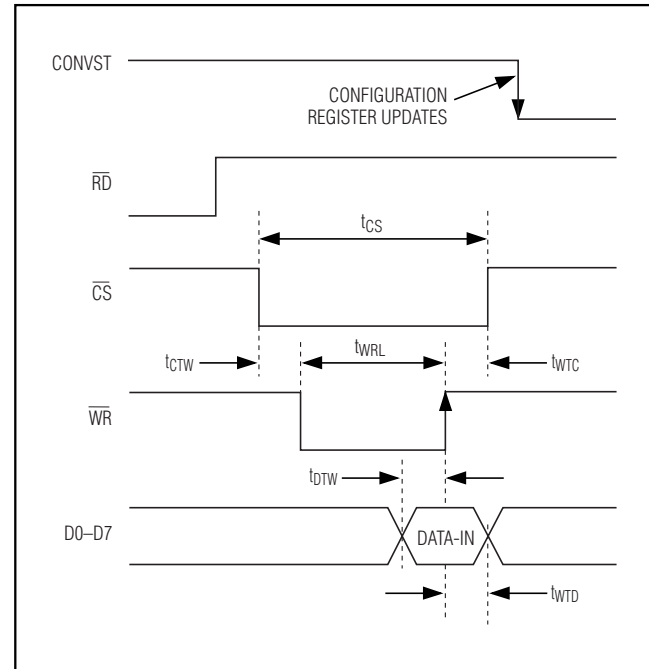 CONVST
CONFIGURATION
REGISTER UPDATES
RD
tCS
CS
tCTW
tWRL
tWTC
WR
tDTW
D0–D7
DATA-IN
tWTD